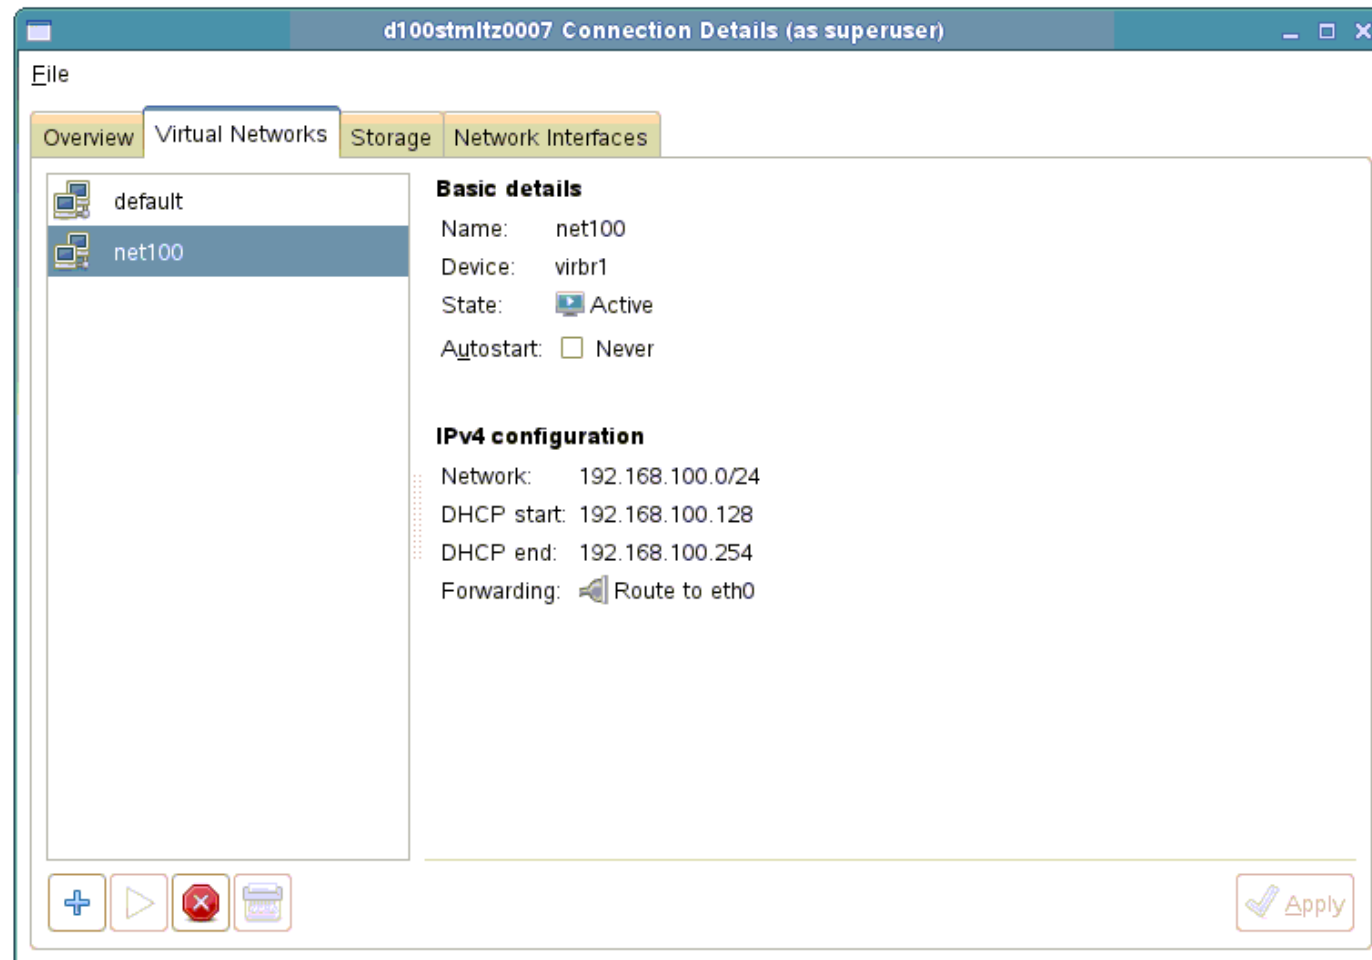 d100stmltz0007 Connection Details (as superuser)
File
Overview Virtual Networks Storage Network Interfaces
default
net100
Basic details
Name: net100
Device: virbr1
State: Active
Autostart: Never
IPv4 configuration
Network: 192.168.100.0/24
DHCP start: 192.168.100.128
DHCP end: 192.168.100.254
Forwarding: Route to eth0
Apply